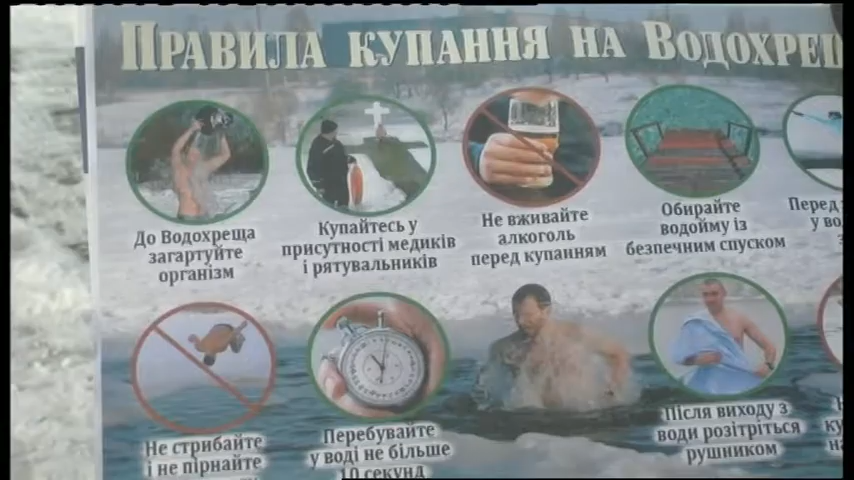 Правила купання на Водохрещ
До Водохреща
загартуйте
організм
Купайтесь у
присутності медиків
і рятувальників
Не вживайте
алкоголь
перед купанням
Обирайте
водойму із
безпечним спуском
Перед
Не стрибайте
і не пірнайте
Перебувайте
у воді не більше
10 секунд
Після виходу з
води розітріться
рушником